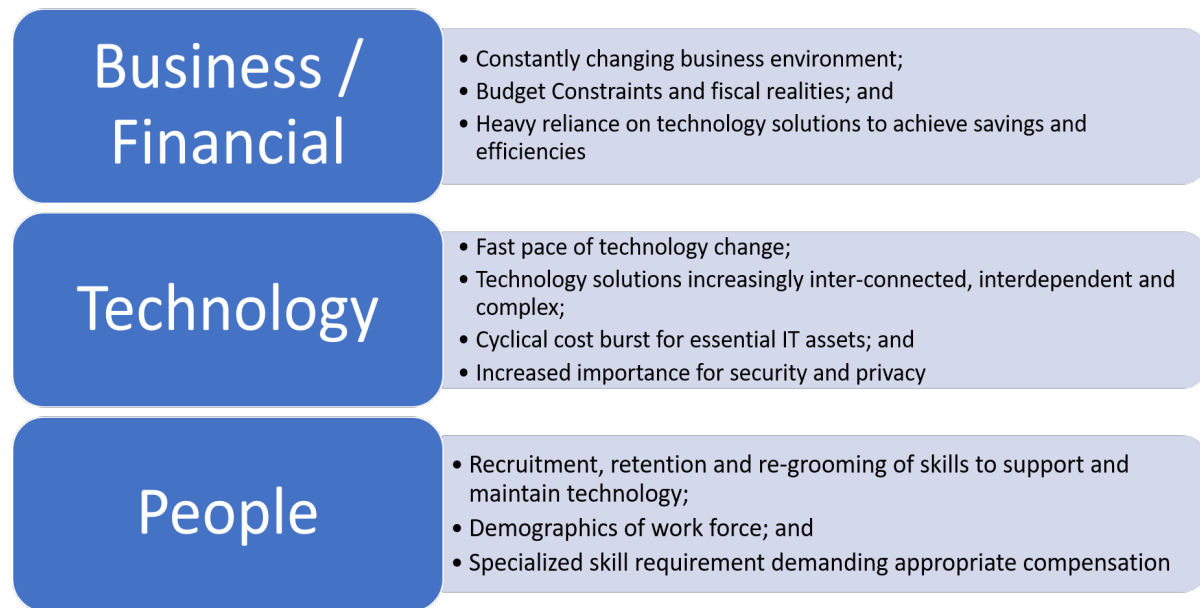 Business /
Financial
• Constantly changing business environment;
• Budget Constraints and fiscal realities; and
• Heavy reliance on technology solutions to achieve savings and
efficiencies
Technology
• Fast pace of technology change;
• Technology solutions increasingly inter-connected, interdependent and
complex;
• Cyclical cost burst for essential IT assets; and
• Increased importance for security and privacy
People
• Recruitment, retention and re-grooming of skills to support and
maintain technology;
• Demographics of work force; and
• Specialized skill requirement demanding appropriate compensation